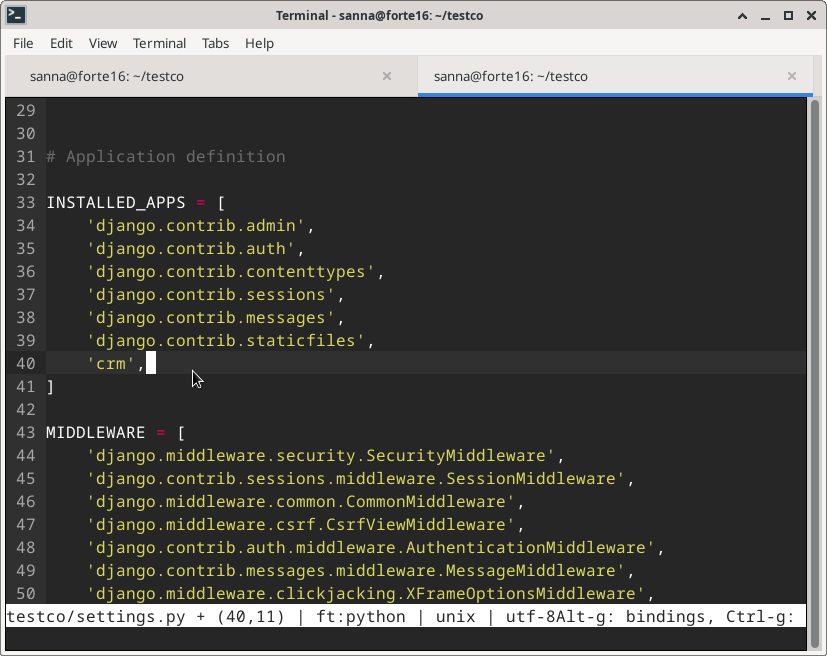 Terminal - sanna@forte16: ~/testco
File Edit View Terminal Tabs Help
sanna@forte16: ~/testco sanna@forte16: ~/testco
29
30
31 # Application definition
32
33 INSTALLED_APPS = [
34     'django.contrib.admin',
35     'django.contrib.auth',
36     'django.contrib.contenttypes',
37     'django.contrib.sessions',
38     'django.contrib.messages',
39     'django.contrib.staticfiles',
40     'crm',
41 ]
42
43 MIDDLEWARE = [
44     'django.middleware.security.SecurityMiddleware',
45     'django.contrib.sessions.middleware.SessionMiddleware',
46     'django.middleware.common.CommonMiddleware',
47     'django.middleware.csrf.CsrfViewMiddleware',
48     'django.contrib.auth.middleware.AuthenticationMiddleware',
49     'django.contrib.messages.middleware.MessageMiddleware',
50     'django.middleware.clickjacking.XFrameOptionsMiddleware',
testco/settings.py + (40,11) | ft:python | unix | utf-8Alt-g: bindings, Ctrl-g: